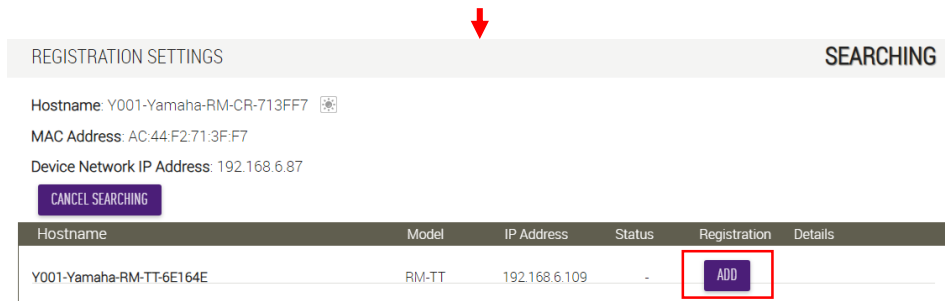 REGISTRATION SETTINGS SEARCHING
Hostname: Y001-Yamaha-RM-CR-713FF7
MAC Address: AC:44:F2:71:3F:F7
Device Network IP Address: 192.168.6.87
CANCEL SEARCHING
Hostname Model IP Address Status Registration Details
Y001-Yamaha-RM-TT-6E164E RM-TT 192.168.6.109 - ADD